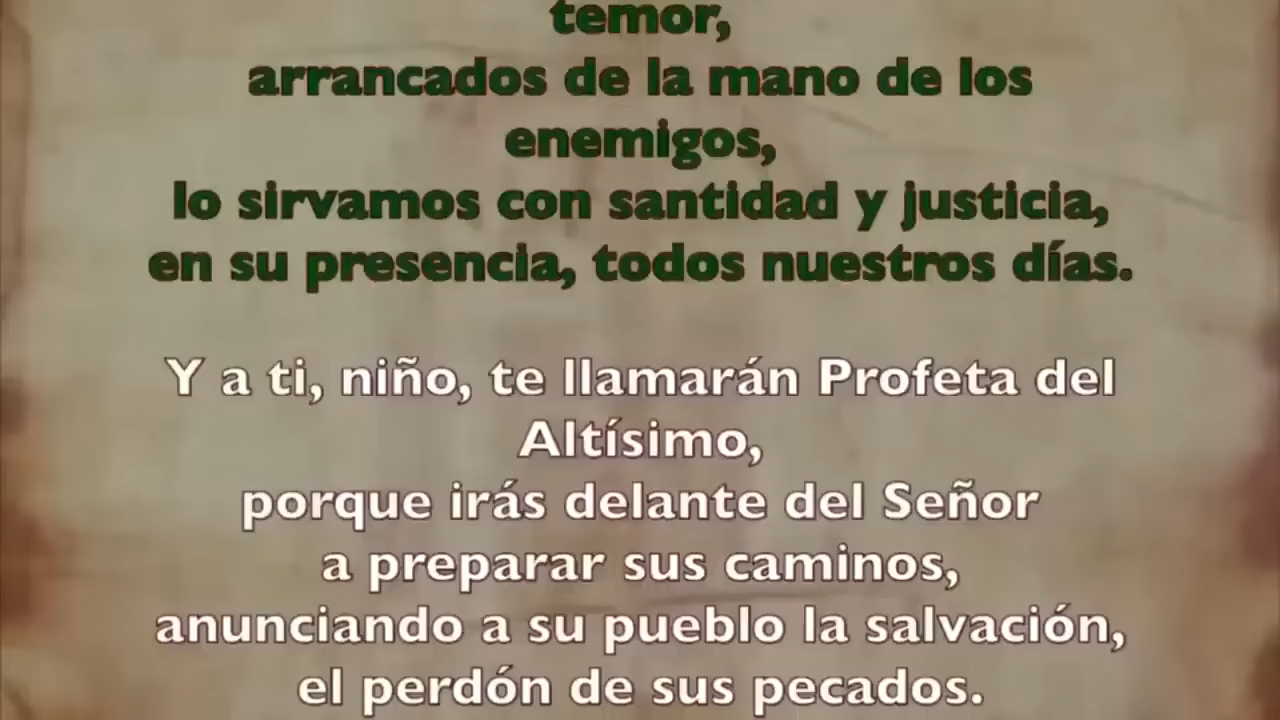 temor,
arrancados de la mano de los
enemigos,
lo sirvamos con santidad y justicia,
en su presencia, todos nuestros días.
Y a ti, niño, te llamarán Profeta del
Altísimo,
porque irás delante del Señor
a preparar sus caminos,
anunciando a su pueblo la salvación,
el perdón de sus pecados.